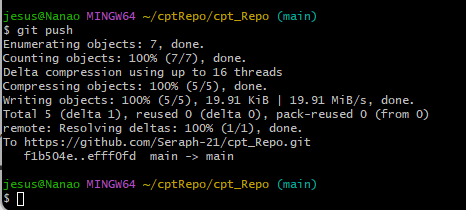 jesus@Nanao MINGW64 ~/cptRepo/cpt_Repo (main)
$ git push
Enumerating objects: 7, done.
Counting objects: 100% (7/7), done.
Delta compression using up to 16 threads
Compressing objects: 100% (5/5), done.
Writing objects: 100% (5/5), 19.91 KiB | 19.91 MiB/s, done.
Total 5 (delta 1), reused 0 (delta 0), pack-reused 0 (from 0)
remote: Resolving deltas: 100% (1/1), done.
To https://github.com/Seraph-21/cpt_Repo.git
   f1b504e..efff0fd  main -> main

jesus@Nanao MINGW64 ~/cptRepo/cpt_Repo (main)
$